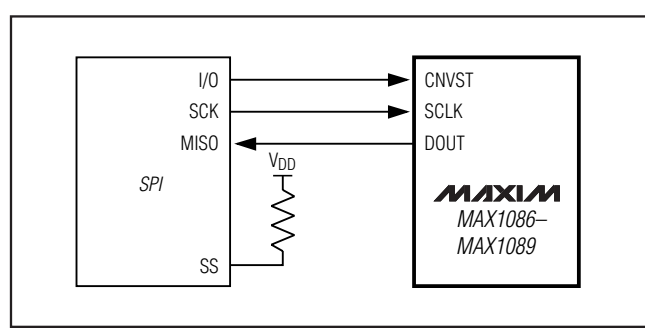 I/O
CNVST
SCK
SCLK
MISO
DOUT
VDD
SPI
MAXIM
MAX1086–
MAX1089
SS